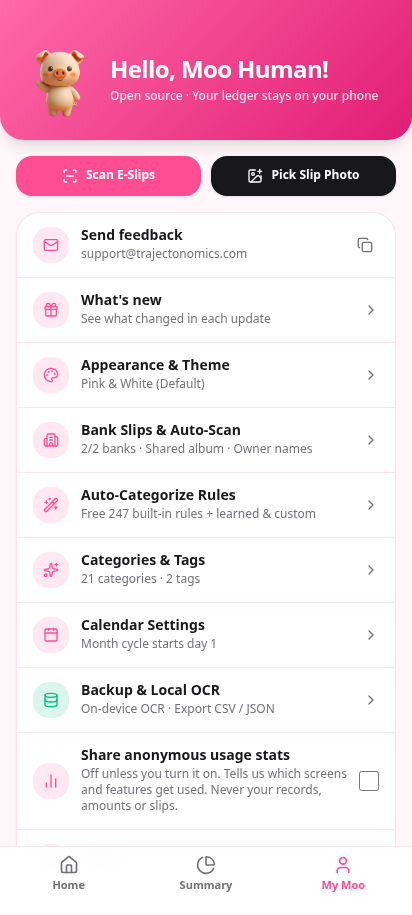 Hello, Moo Human!
Open source · Your ledger stays on your phone
Scan E-Slips
Pick Slip Photo
Send feedback
support@trajectonomics.com
What's new
See what changed in each update
Appearance & Theme
Pink & White (Default)
Bank Slips & Auto-Scan
2/2 banks · Shared album · Owner names
Auto-Categorize Rules
Free 247 built-in rules + learned & custom
Categories & Tags
21 categories · 2 tags
Calendar Settings
Month cycle starts day 1
Backup & Local OCR
On-device OCR · Export CSV / JSON
Share anonymous usage stats
Off unless you turn it on. Tells us which screens
and features get used. Never your records,
amounts or slips.
Home
Summary
My Moo